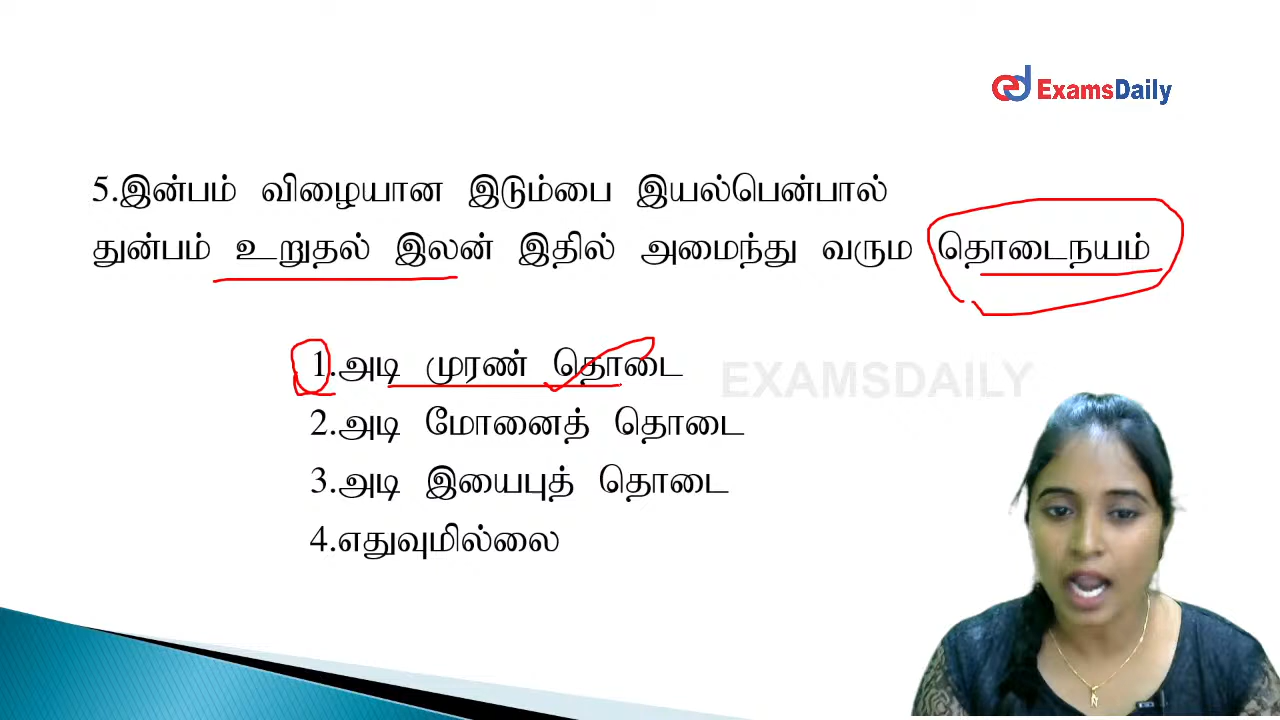 ExamsDaily
5.இன்பம் விழையான இடும்பை இயல்பென்பால்
துன்பம் உறுதல் இலன் இதில் அமைந்து வரும தொடைநயம்
1.அடி முரண் தொடை
EXAMSDAILY
2.அடி மோனைத் தொடை
3.அடி இயைபுத் தொடை
4.எதுவுமில்லை